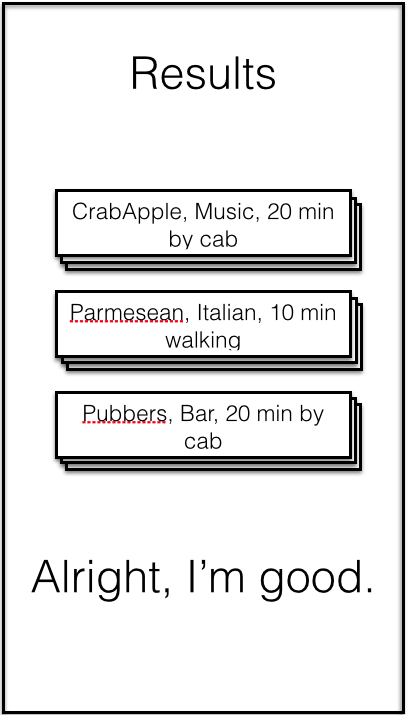 Results
CrabApple, Music, 20 min
by cab
Parmesean, Italian, 10 min
walking
Pubbers, Bar, 20 min by
cab
Alright, I’m good.